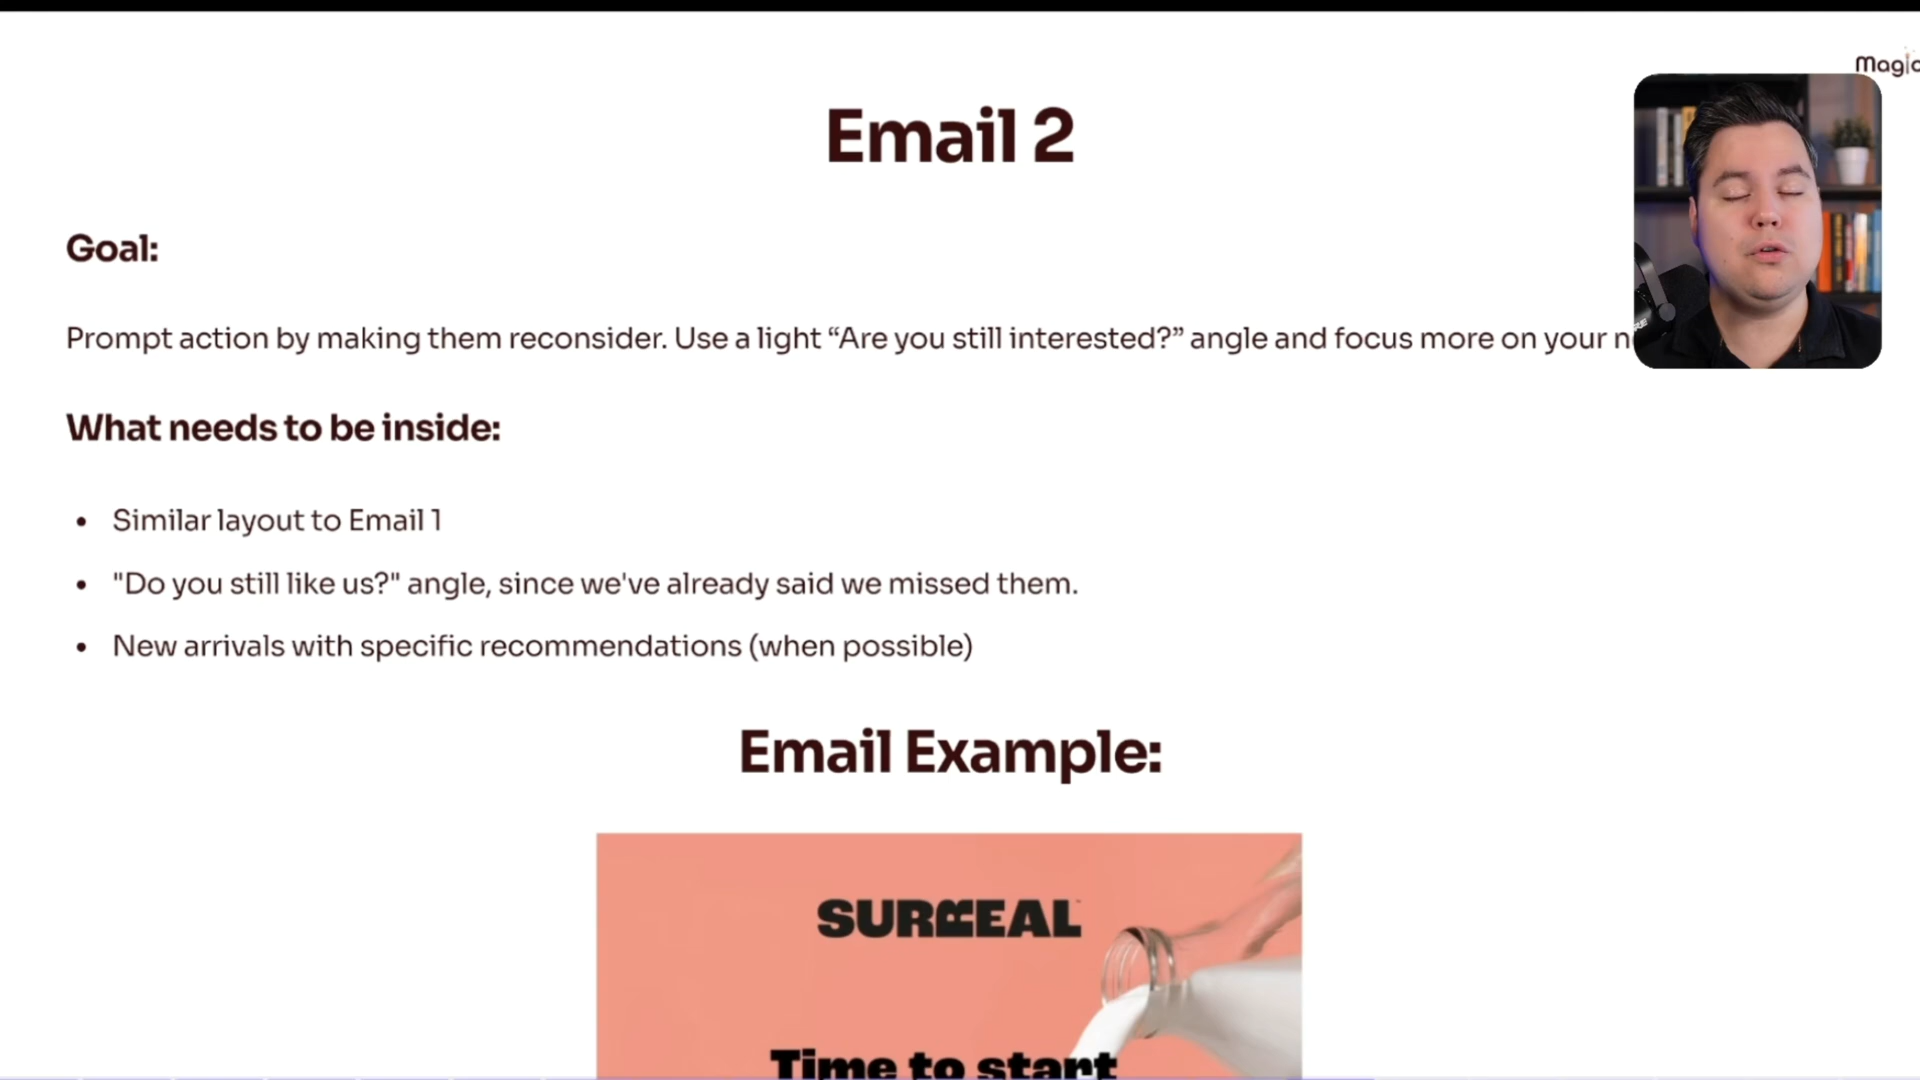 Magic
Email 2
Goal:
Prompt action by making them reconsider. Use a light “Are you still interested?” angle and focus more on your
What needs to be inside:
• Similar layout to Email 1
• "Do you still like us?" angle, since we've already said we missed them.
• New arrivals with specific recommendations (when possible)
Email Example:
SURREAL
Time to start